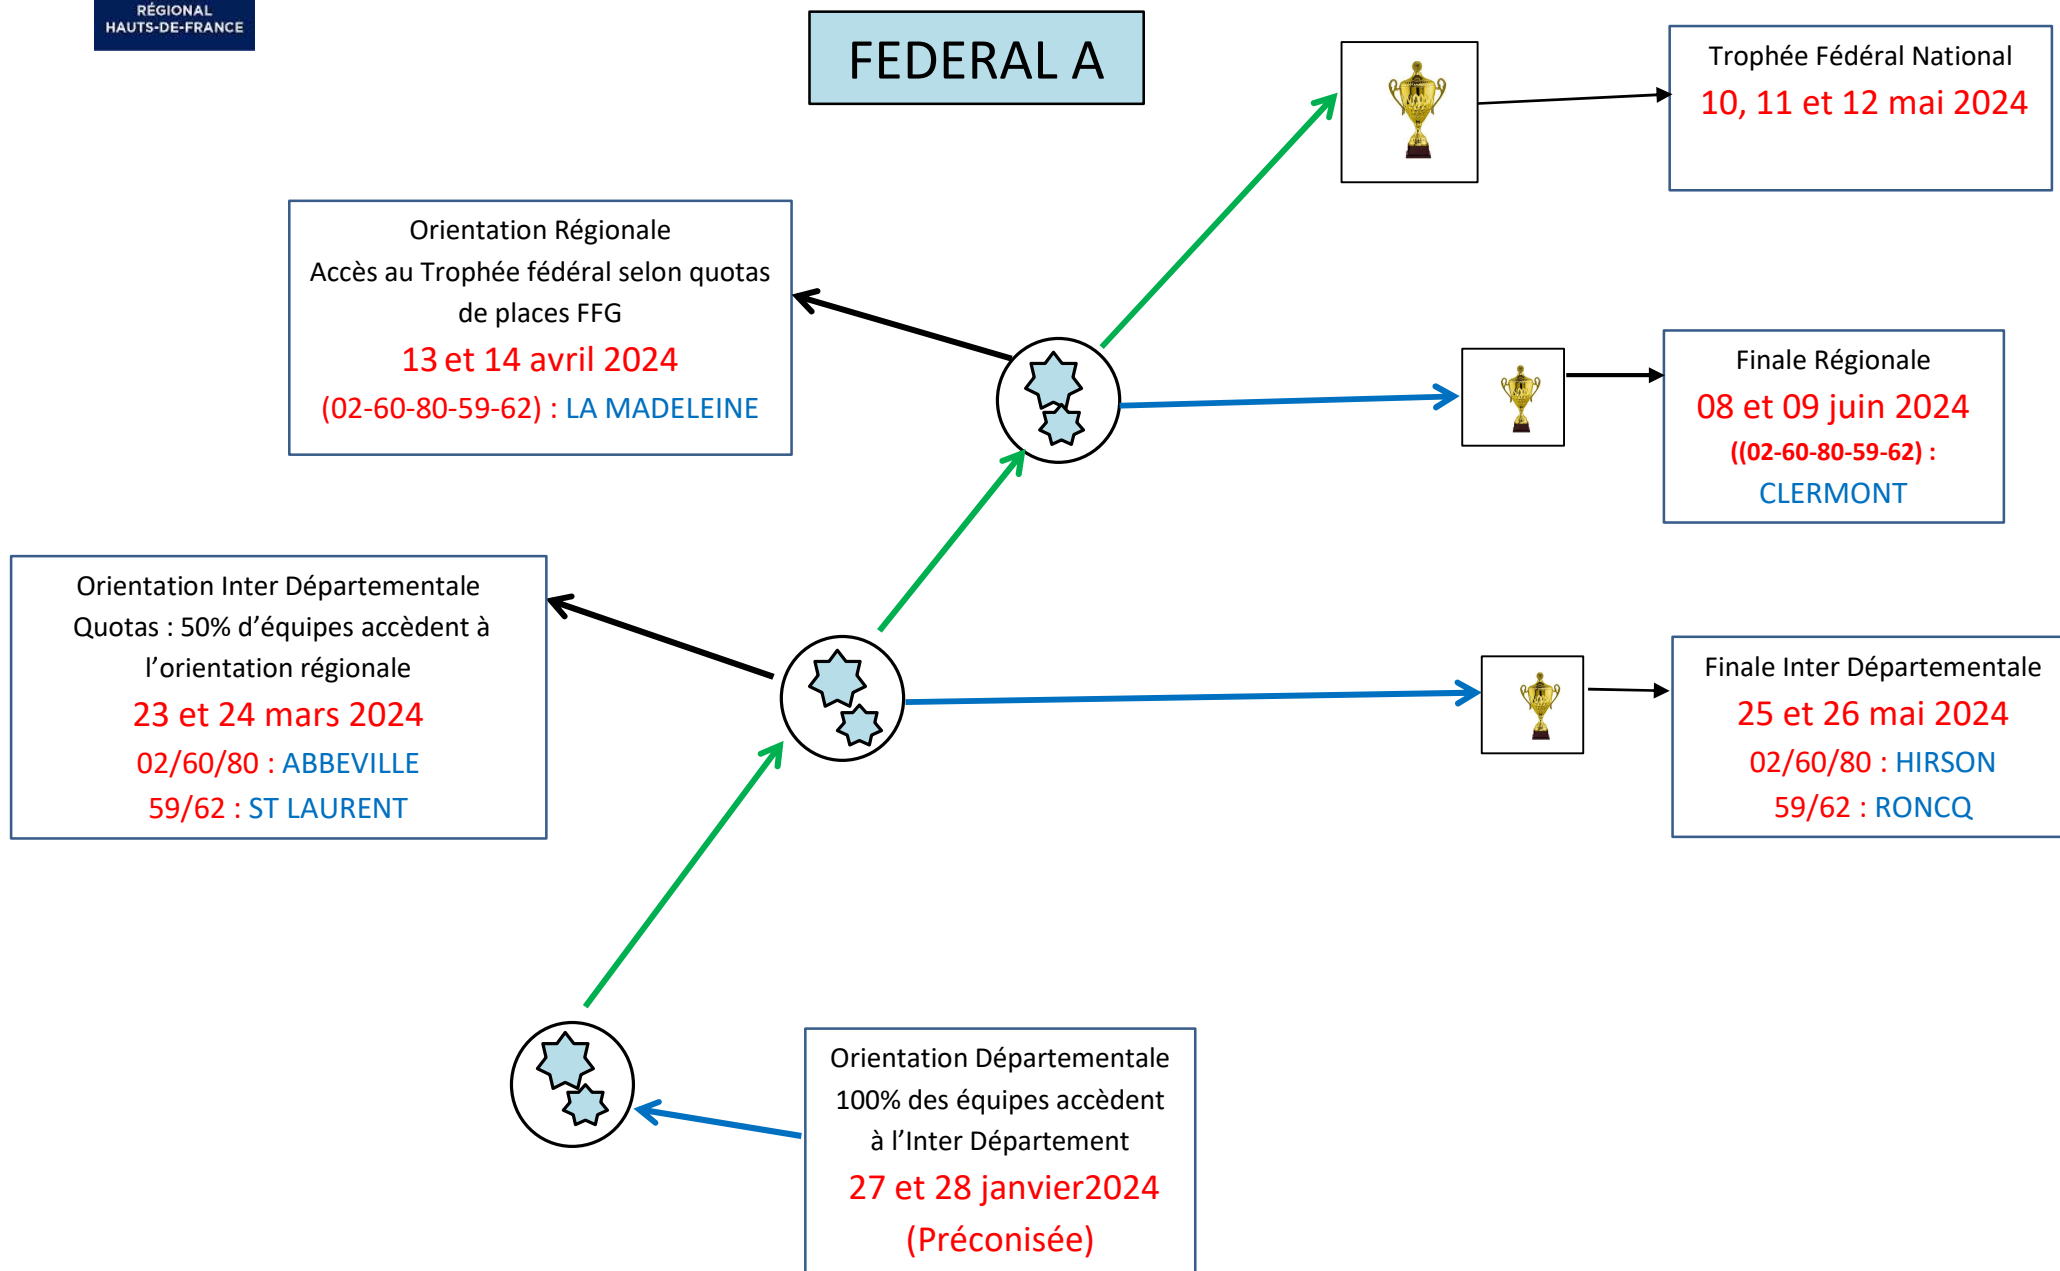 RÉGIONAL
HAUTS-DE-FRANCE
FEDERAL A
Trophée Fédéral National
10, 11 et 12 mai 2024
Orientation Régionale
Accès au Trophée fédéral selon quotas
de places FFG
13 et 14 avril 2024
(02-60-80-59-62) : LA MADELEINE
Finale Régionale
08 et 09 juin 2024
((02-60-80-59-62) :
CLERMONT
Orientation Inter Départementale
Quotas : 50% d’équipes accèdent à
l’orientation régionale
23 et 24 mars 2024
02/60/80 : ABBEVILLE
59/62 : ST LAURENT
Finale Inter Départementale
25 et 26 mai 2024
02/60/80 : HIRSON
59/62 : RONCQ
Orientation Départementale
100% des équipes accèdent
à l’Inter Département
27 et 28 janvier2024
(Préconisée)